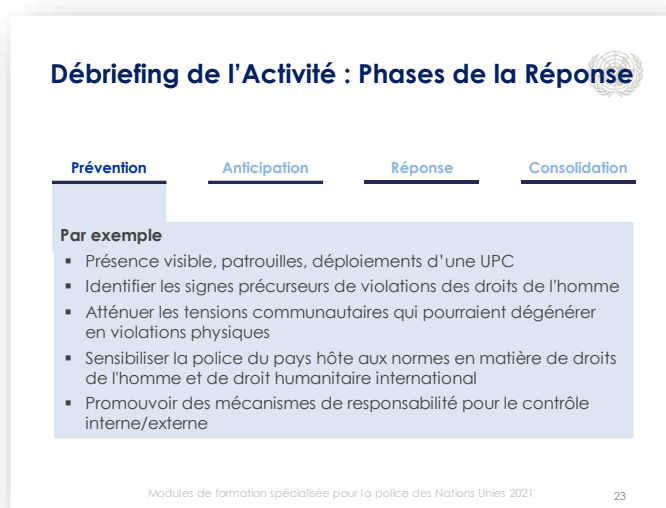 Débriefing de l’Activité : Phases de la Réponse
Prévention Anticipation Réponse Consolidation
Par exemple
▪ Présence visible, patrouilles, déploiements d’une UPC
▪ Identifier les signes précurseurs de violations des droits de l'homme
▪ Atténuer les tensions communautaires qui pourraient dégénérer
en violations physiques
▪ Sensibiliser la police du pays hôte aux normes en matière de droits
de l'homme et de droit humanitaire international
▪ Promouvoir des mécanismes de responsabilité pour le contrôle
interne/externe
Modules de formation spécialisée pour la police des Nations Unies 2021
23